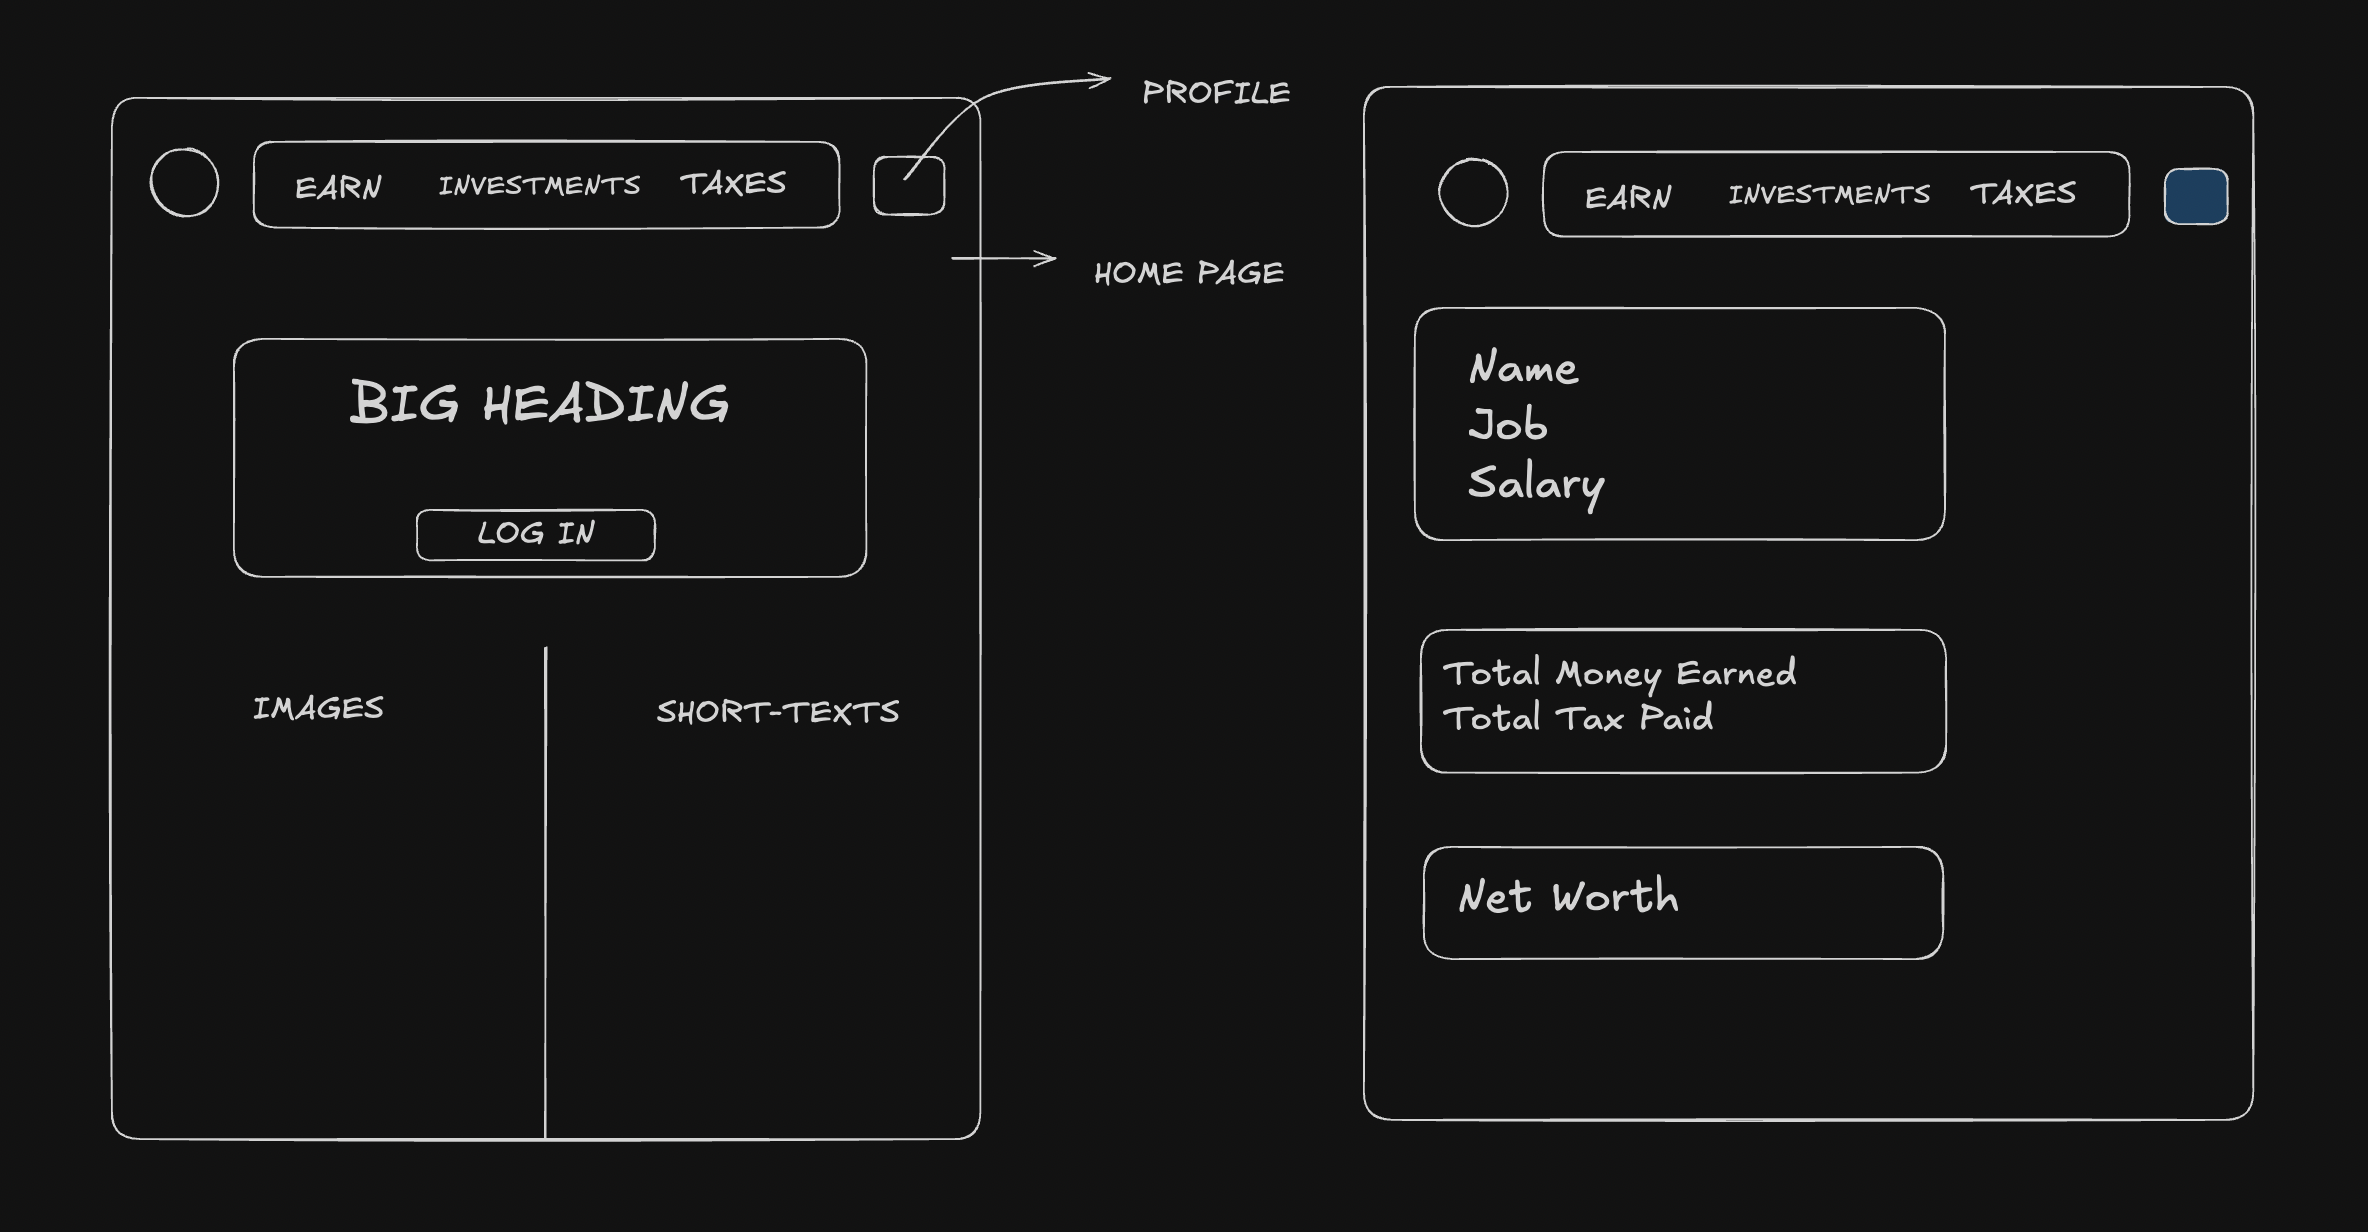 PROFILE
EARN INVESTMENTS TAXES
HOME PAGE
BIG HEADING
LOG IN
IMAGES
SHORT-TEXTS
EARN INVESTMENTS TAXES
Name
Job
Salary
Total Money Earned
Total Tax Paid
Net Worth